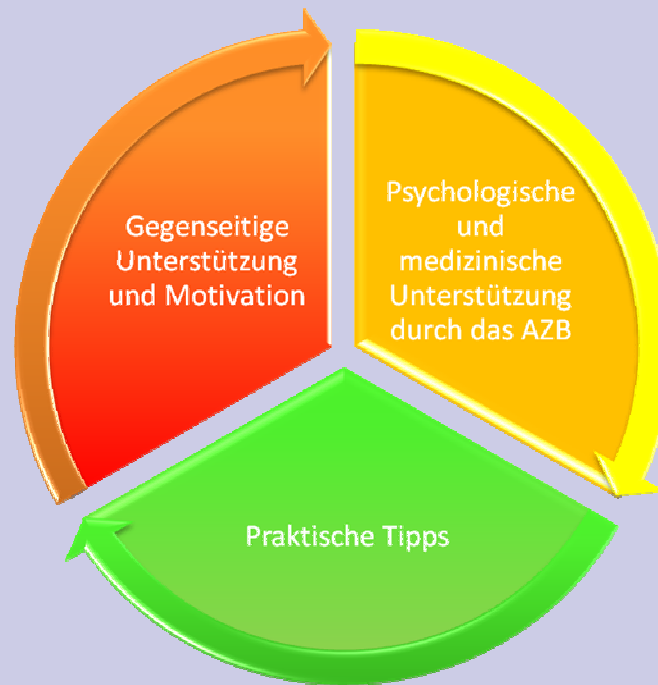 Gegenseitige
Unterstützung
und Motivation
Psychologische
und
medizinische
Unterstützung
durch das AZB
Praktische Tipps